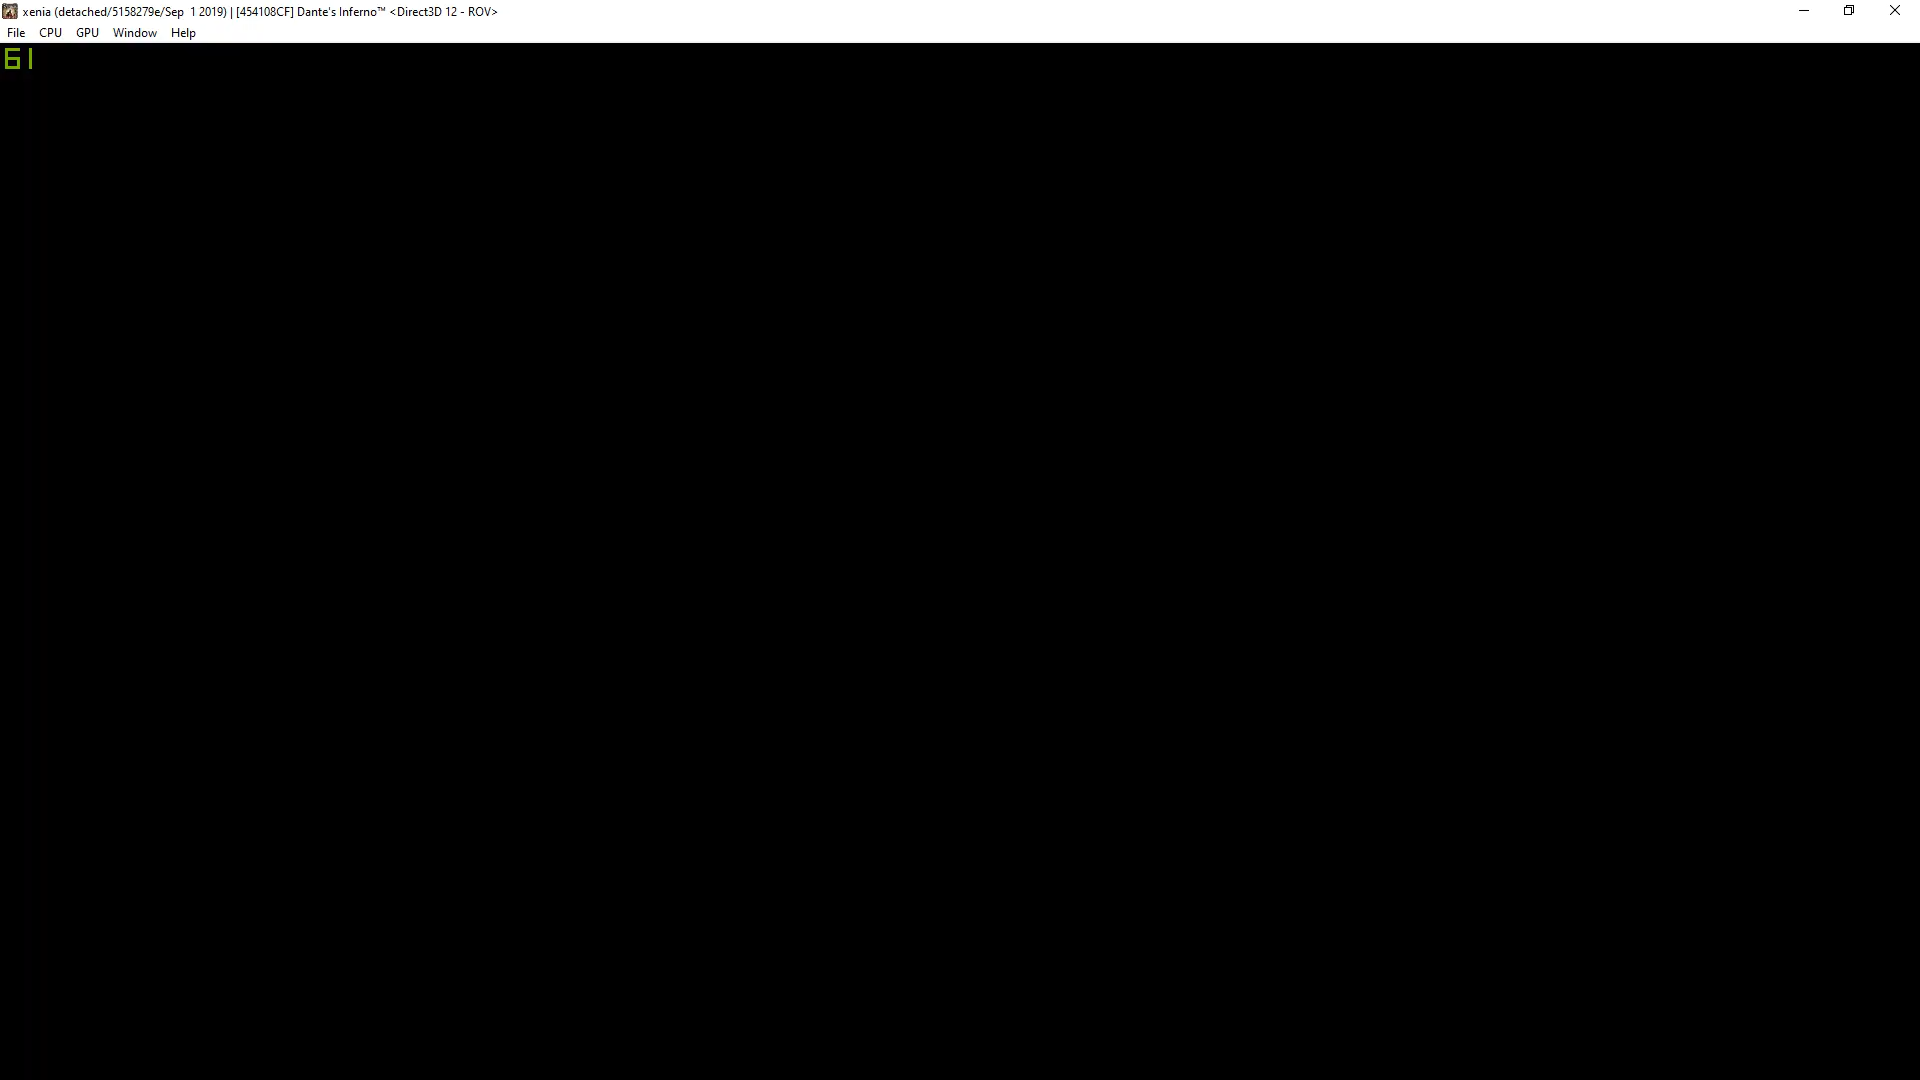 xenia (detached/5158279e/Sep  1 2019) | [454108CF] Dante's Inferno™ <Direct3D 12 - ROV>
File CPU GPU Window Help
61